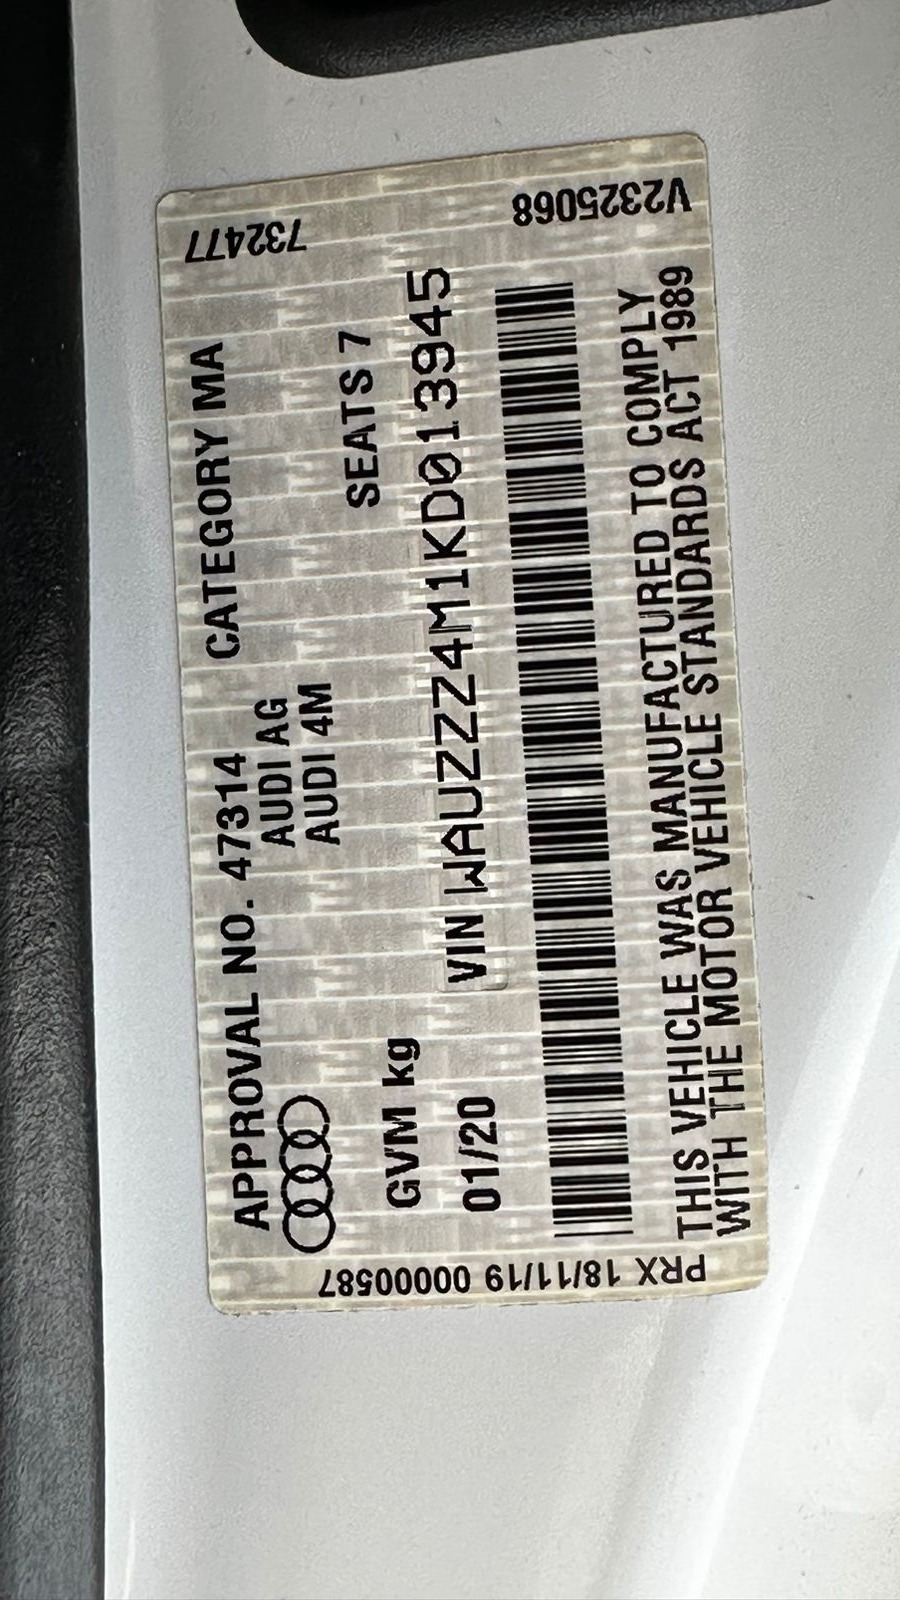 732477
V2325068
APPROVAL NO. 47314 CATEGORY MA
AUDI AG
AUDI 4M
SEATS 7
GVM kg
01/20 VIN WAUZZZ4M1KD013945
THIS VEHICLE WAS MANUFACTURED TO COMPLY
WITH THE MOTOR VEHICLE STANDARDS ACT 1989
PRX 18/11/19 00000587